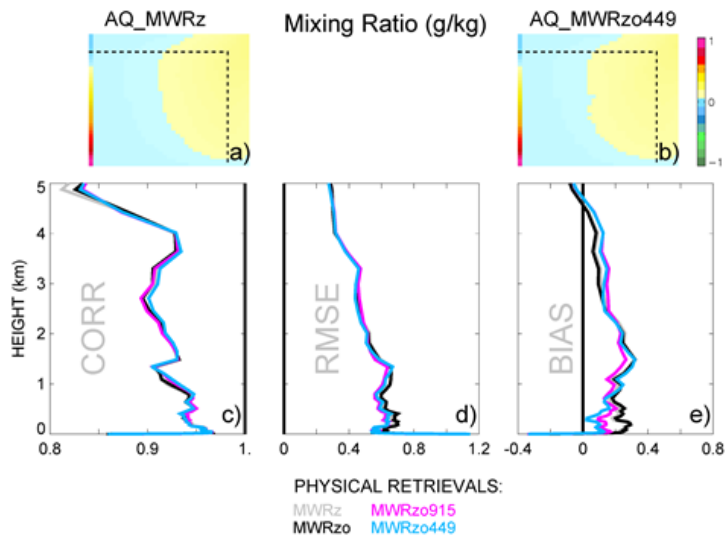 AQ_MWRz
Mixing Ratio (g/kg)
AQ_MWRzo449
1
0
−1
a)
b)
5
4
3
2
1
0
HEIGHT (km)
CORR
c)
0.8
0.9
1.
RMSE
d)
0
0.4
0.8
1.2
BIAS
e)
-0.4
0
0.4
0.8
PHYSICAL RETRIEVALS:
MWRz MWRzo915
MWRzo MWRzo449